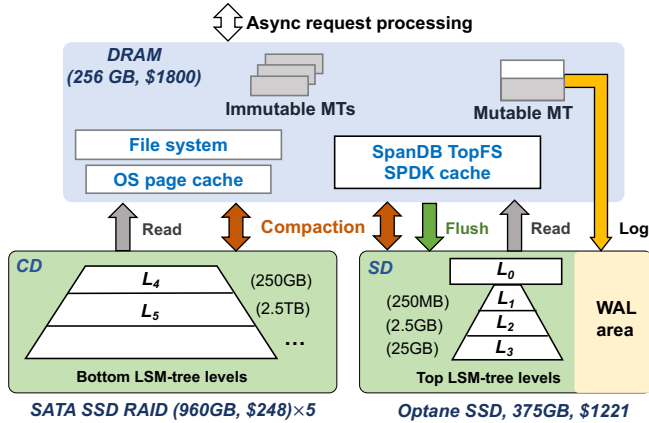 Async request processing
DRAM
(256 GB, $1800)
Immutable MTs
Mutable MT
File system
OS page cache
SpanDB TopFS
SPDK cache
Read
Compaction
Flush
Read
Log
CD
L4
(250GB)
L5
(2.5TB)
...
Bottom LSM-tree levels
SD
L0
(250MB)
L1
(2.5GB)
L2
(25GB)
L3
Top LSM-tree levels
WAL
area
SATA SSD RAID (960GB, $248)×5
Optane SSD, 375GB, $1221